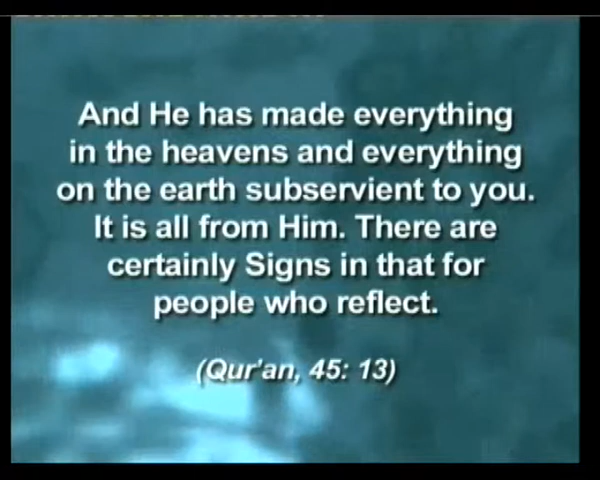 And He has made everything
in the heavens and everything
on the earth subservient to you.
It is all from Him. There are
certainly Signs in that for
people who reflect.
(Qur'an, 45: 13)